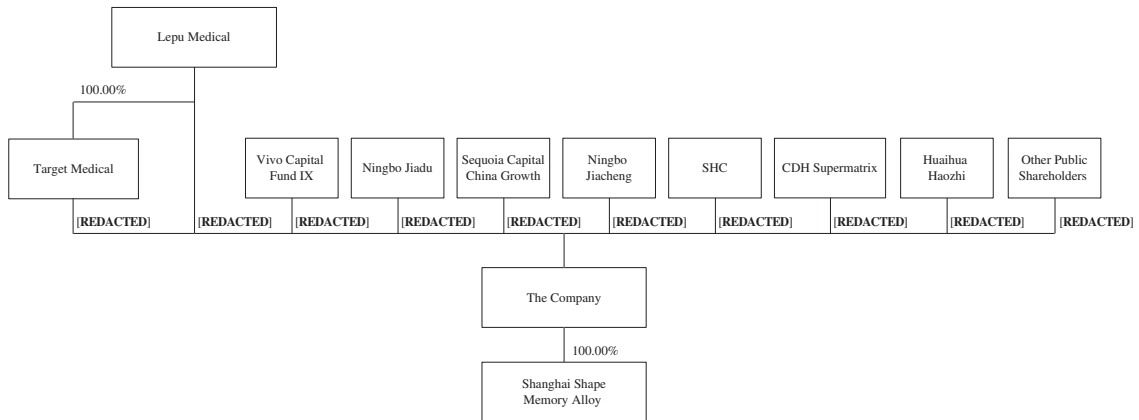 Lepu Medical
100.00%
Target Medical
Vivo Capital
Fund IX
Ningbo Jiadu
Sequoia Capital
China Growth
Ningbo
Jiacheng
SHC
CDH Supermatrix
Huaihua
Haozhi
Other Public
Shareholders
[REDACTED] [REDACTED] [REDACTED] [REDACTED] [REDACTED] [REDACTED] [REDACTED] [REDACTED] [REDACTED] [REDACTED]
The Company
100.00%
Shanghai Shape
Memory Alloy